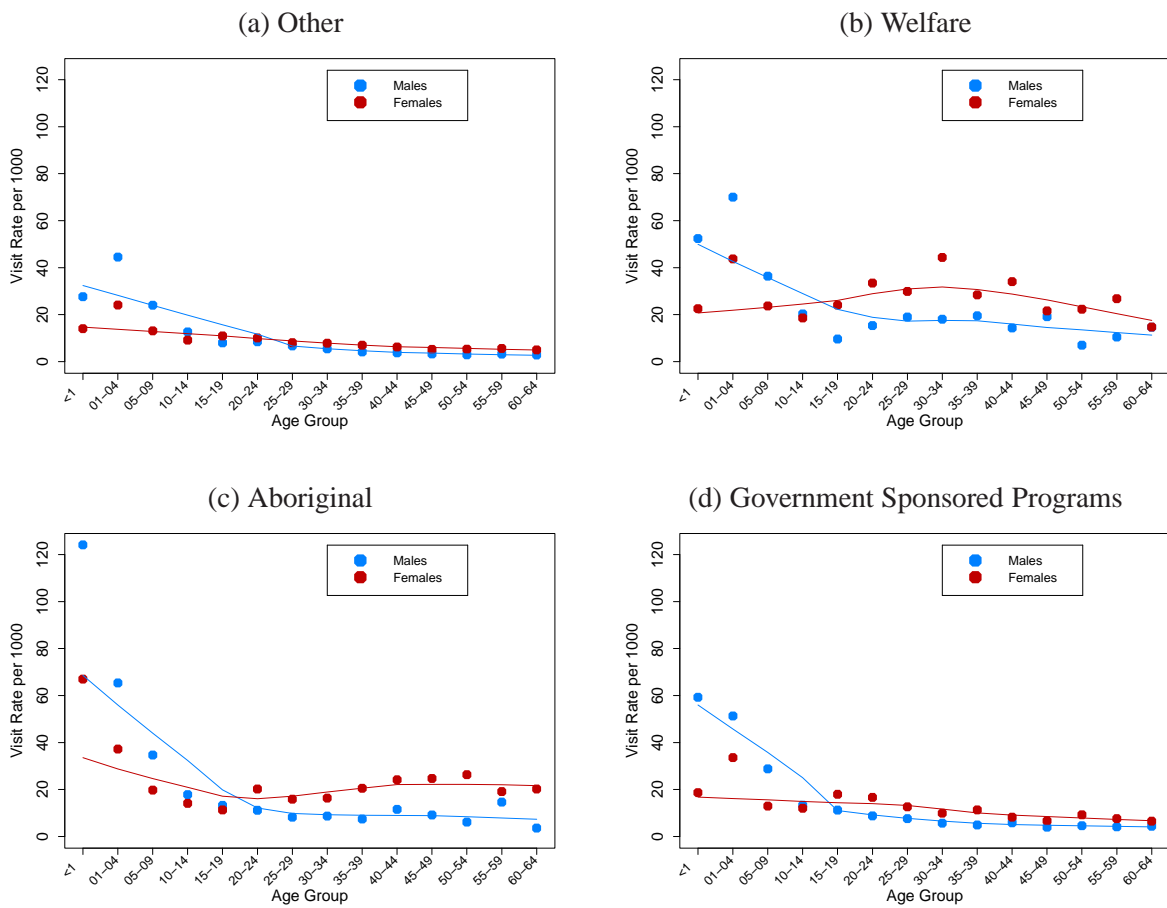 (a) Other
Visit Rate per 1000
0 20 40 60 80 100 120
Males
Females
<1 01−04 05−09 10−14 15−19 20−24 25−29 30−34 35−39 40−44 45−49 50−54 55−59 60−64
Age Group
(b) Welfare
Visit Rate per 1000
0 20 40 60 80 100 120
Males
Females
<1 01−04 05−09 10−14 15−19 20−24 25−29 30−34 35−39 40−44 45−49 50−54 55−59 60−64
Age Group
(c) Aboriginal
Visit Rate per 1000
0 20 40 60 80 100 120
Males
Females
<1 01−04 05−09 10−14 15−19 20−24 25−29 30−34 35−39 40−44 45−49 50−54 55−59 60−64
Age Group
(d) Government Sponsored Programs
Visit Rate per 1000
0 20 40 60 80 100 120
Males
Females
<1 01−04 05−09 10−14 15−19 20−24 25−29 30−34 35−39 40−44 45−49 50−54 55−59 60−64
Age Group